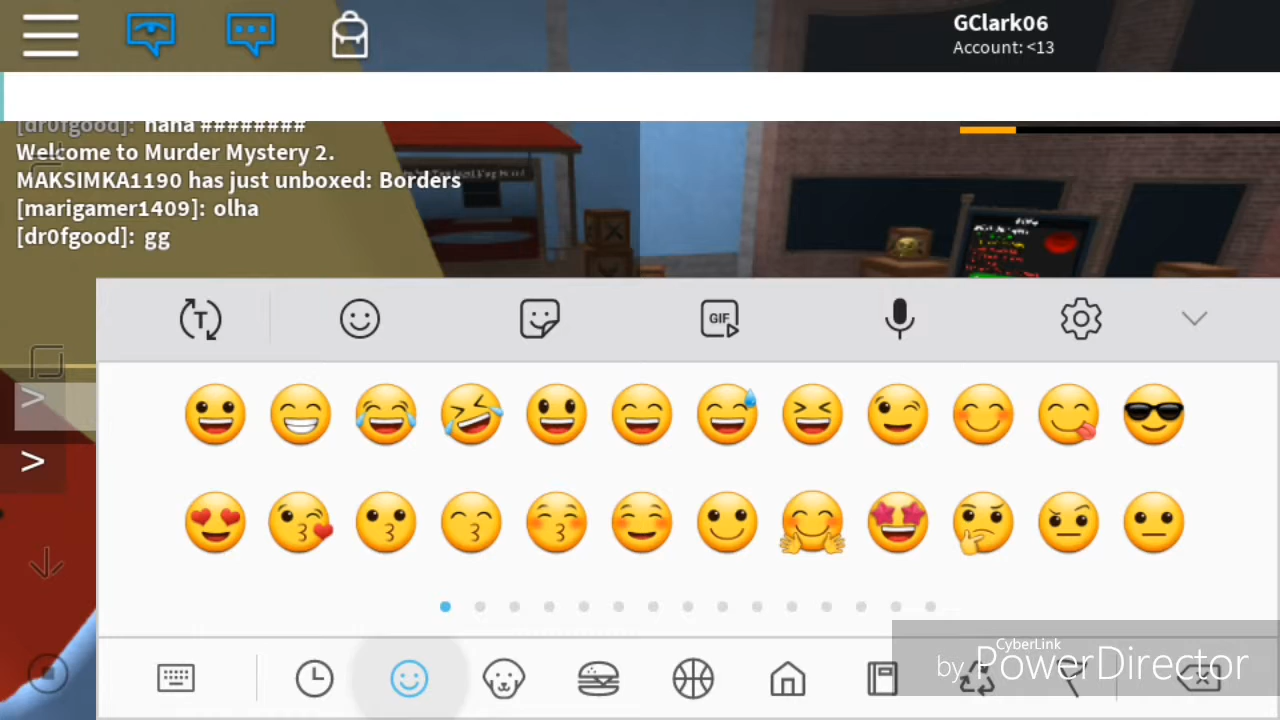 GClark06
Account: <13
[dr0fgood]: haha ########
Welcome to Murder Mystery 2.
MAKSIMKA1190 has just unboxed: Borders
[marigamer1409]: olha
[dr0fgood]: gg
T
GIF
>
>
CyberLink
by PowerDirector